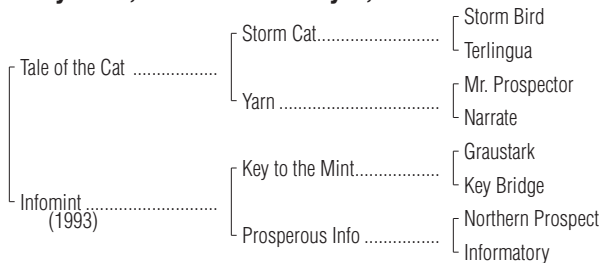 Storm Bird
Storm Cat
Terlingua
Tale of the Cat
Mr. Prospector
Yarn
Narrate
Graustark
Key to the Mint
Key Bridge
Infomint
(1993)
Northern Prospect
Prosperous Info
Informatory